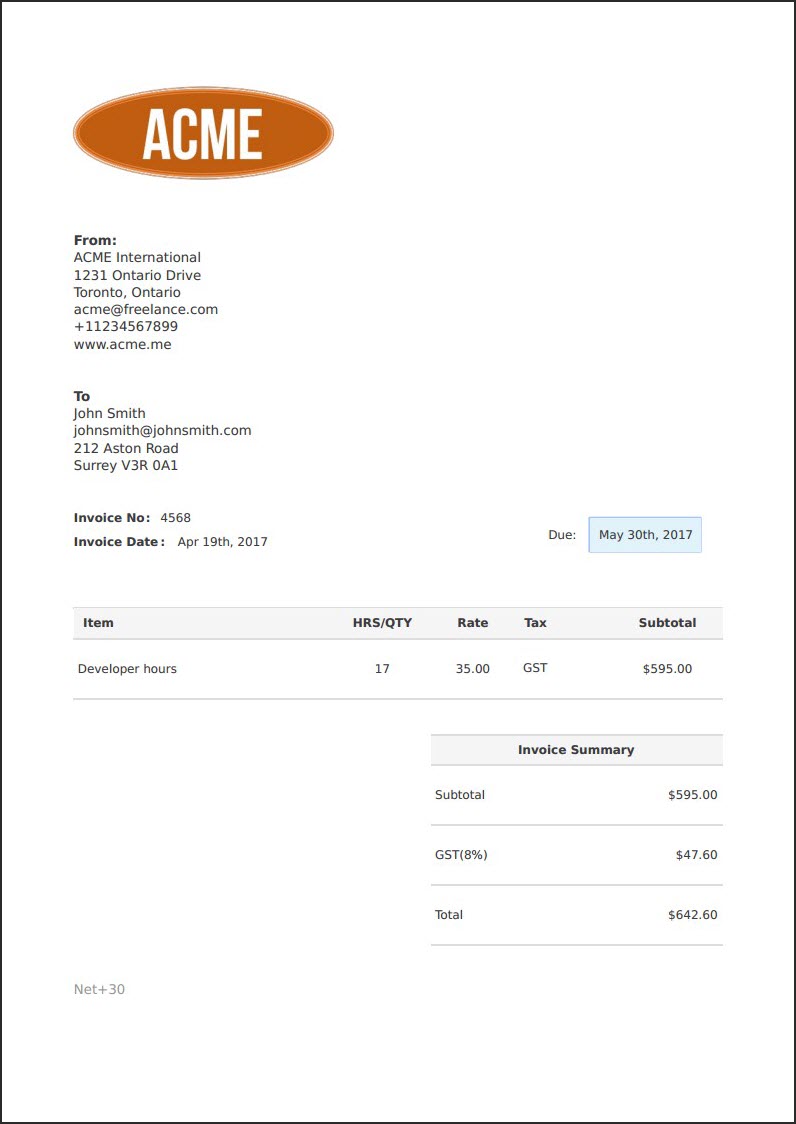 ACME
From:
ACME International
1231 Ontario Drive
Toronto, Ontario
acme@freelance.com
+11234567899
www.acme.me
To
John Smith
johnsmith@johnsmith.com
212 Aston Road
Surrey V3R 0A1
Invoice No: 4568
Invoice Date: Apr 19th, 2017
Due: May 30th, 2017
Item HRS/QTY Rate Tax Subtotal
Developer hours 17 35.00 GST $595.00
Invoice Summary
Subtotal $595.00
GST(8%) $47.60
Total $642.60
Net+30